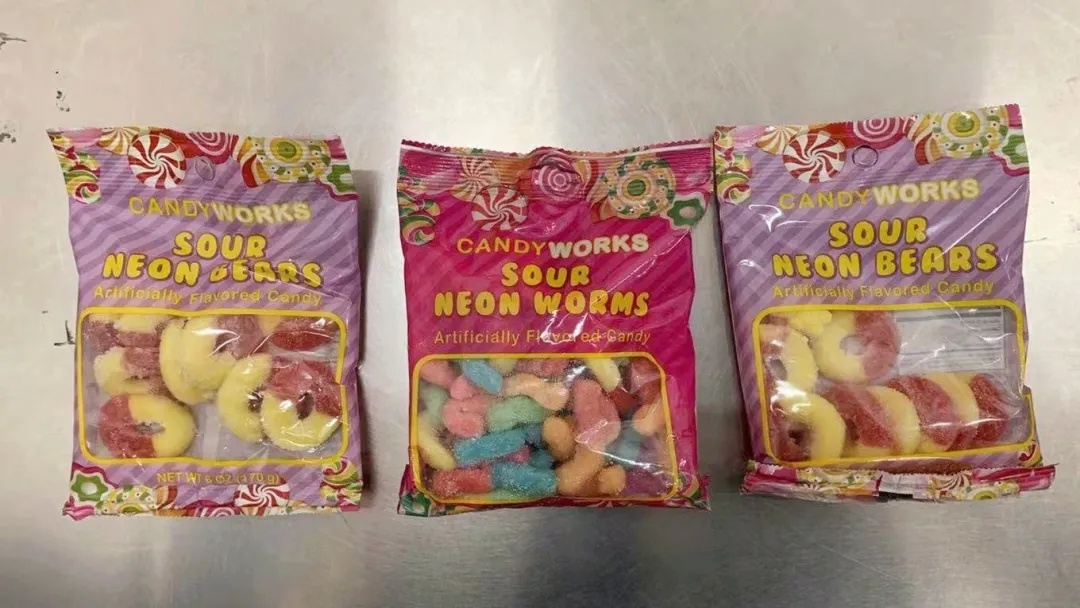 CANDYWORKS
SOUR
NEON BEARS
Artificially Flavored Candy
NET WT 6 OZ (170 g)
CANDYWORKS
SOUR
NEON WORMS
Artificially Flavored Candy
CANDYWORKS
SOUR
NEON BEARS
Artificially Flavored Candy